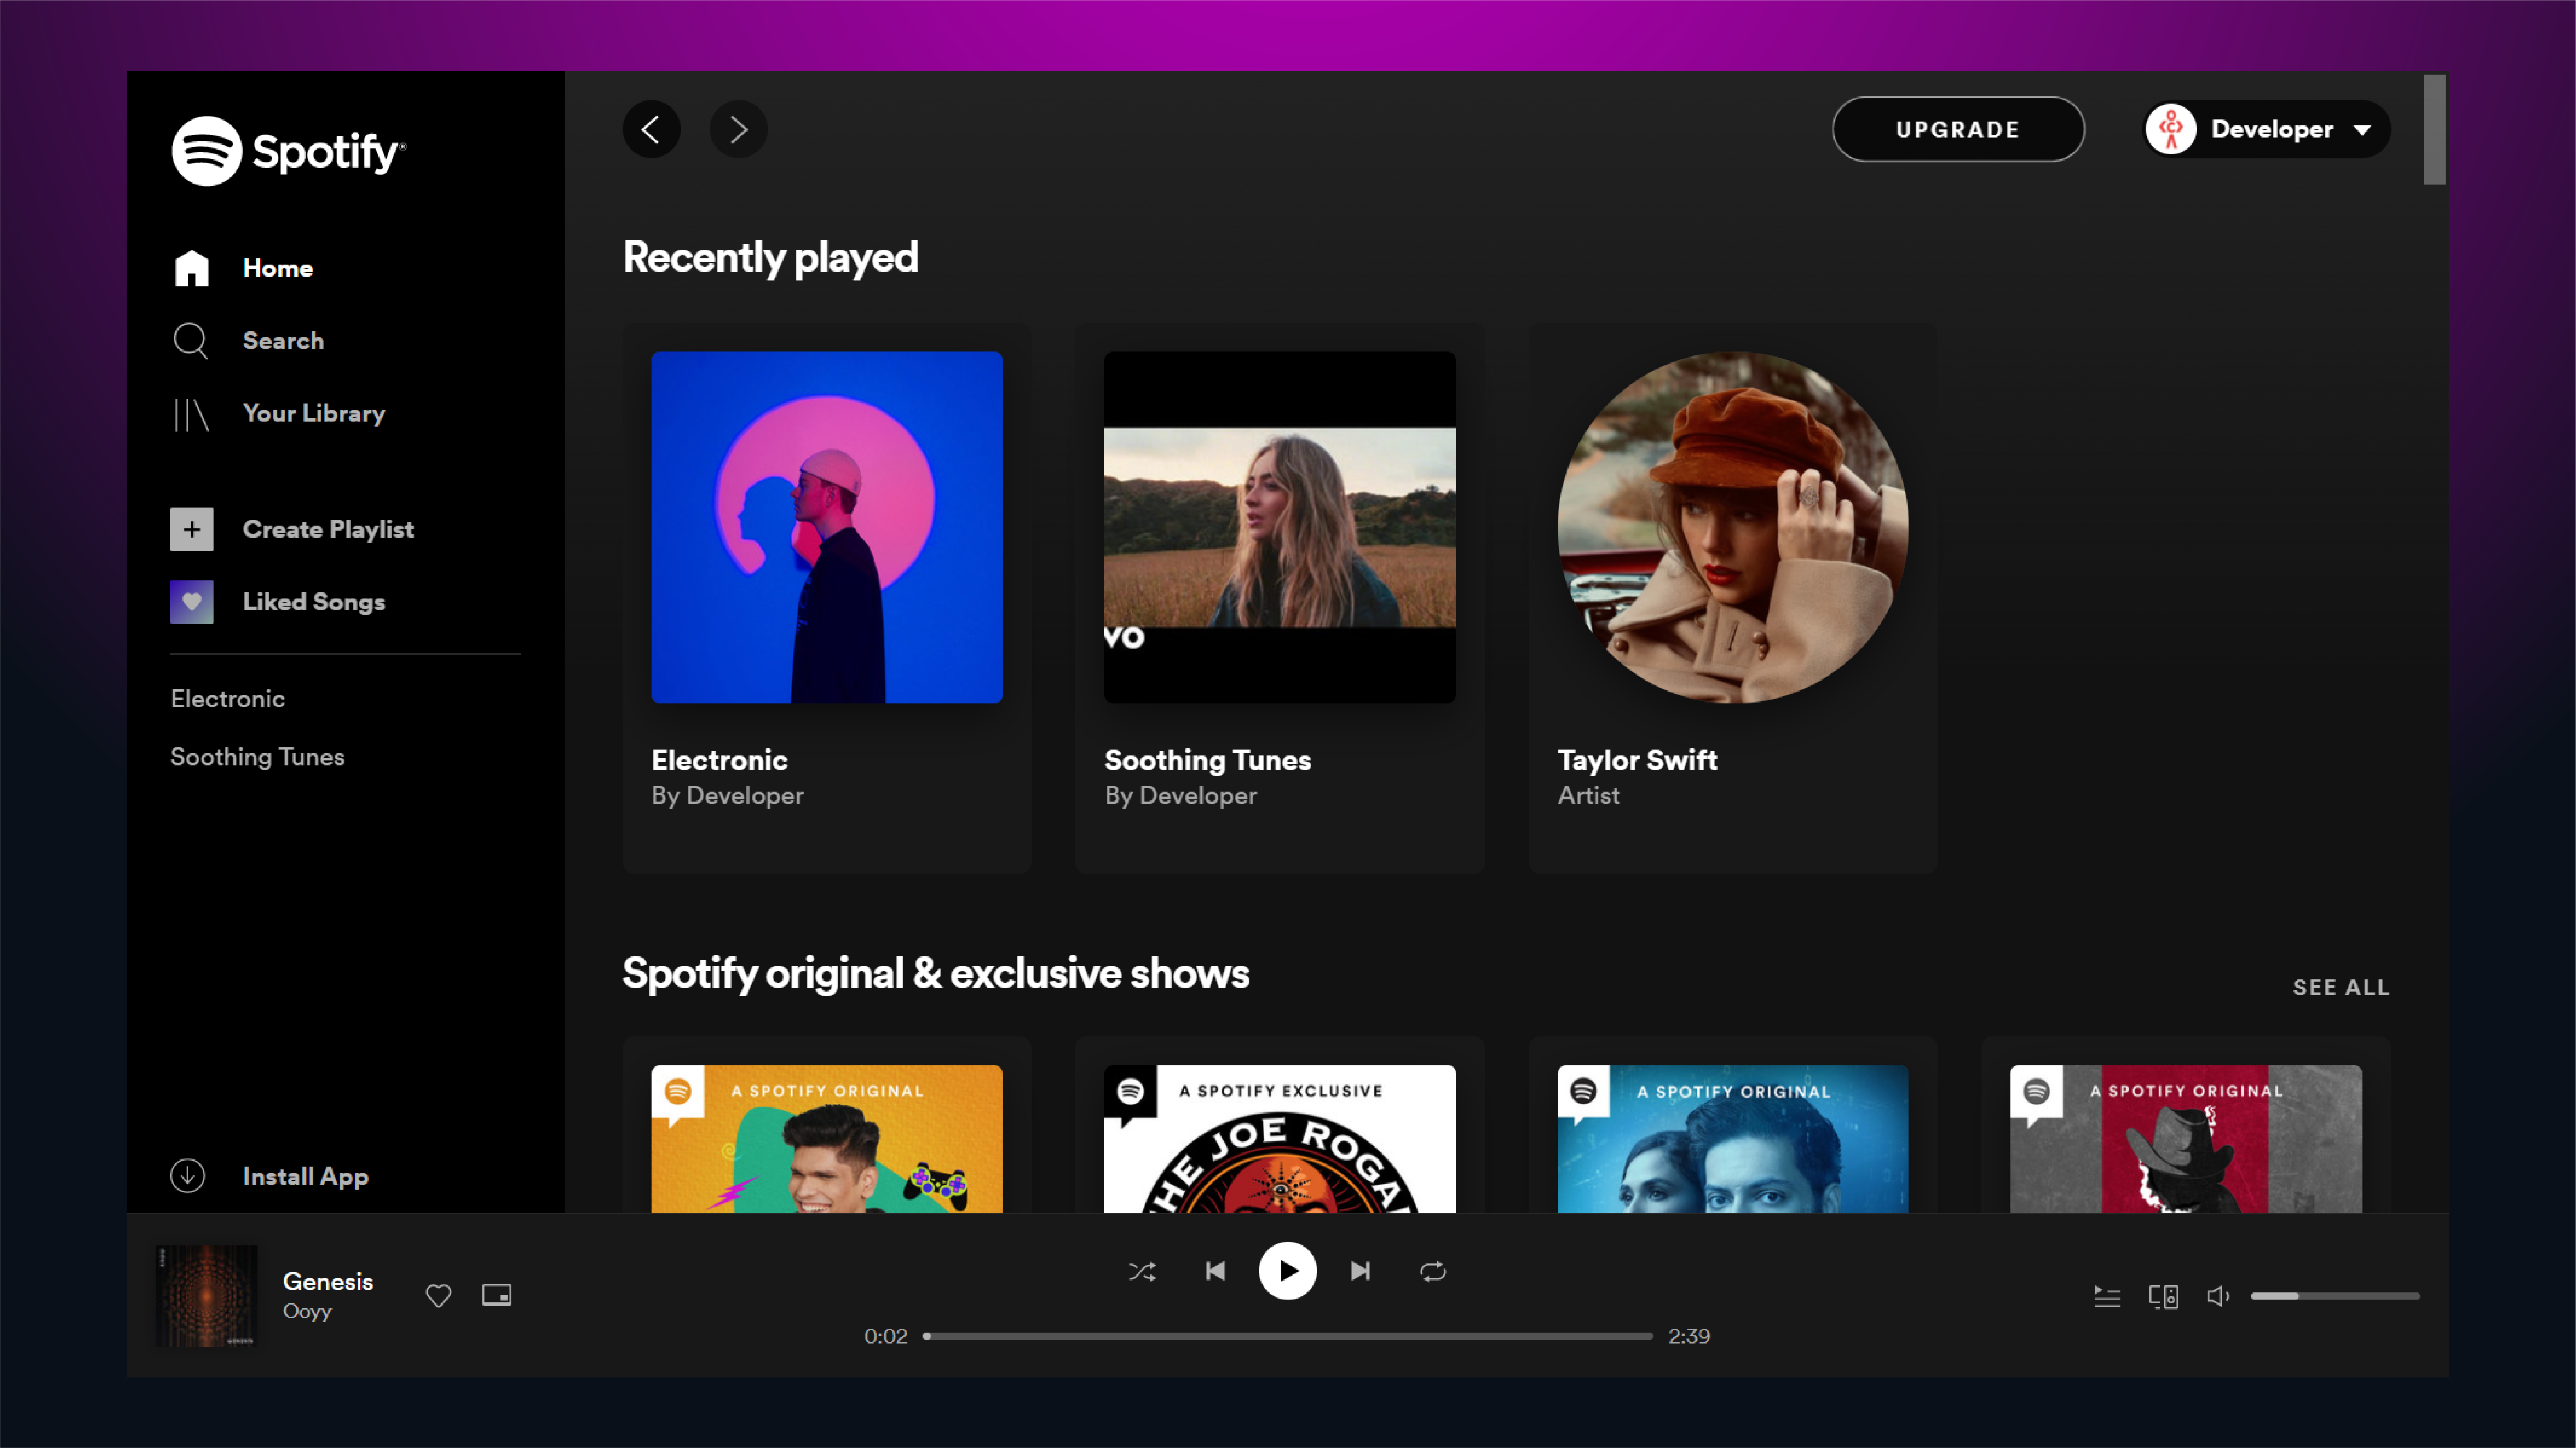 Spotify®
Home
Search
Your Library
Create Playlist
Liked Songs
Electronic
Soothing Tunes
Install App
UPGRADE
Developer
Recently played
vo
Electronic
By Developer
Soothing Tunes
By Developer
Taylor Swift
Artist
Spotify original & exclusive shows
SEE ALL
A SPOTIFY ORIGINAL
A SPOTIFY EXCLUSIVE
HE JOE ROGA
A SPOTIFY ORIGINAL
A SPOTIFY ORIGINAL
Genesis
Ooyy
0:02
2:39